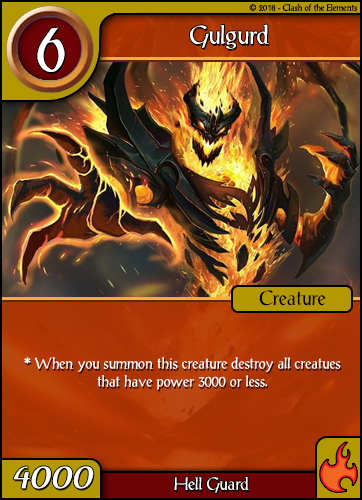 © 2018 - Clash of the Elements
6
Gulgurd
Creature
* When you summon this creature destroy all creatues
that have power 3000 or less.
4000
Hell Guard